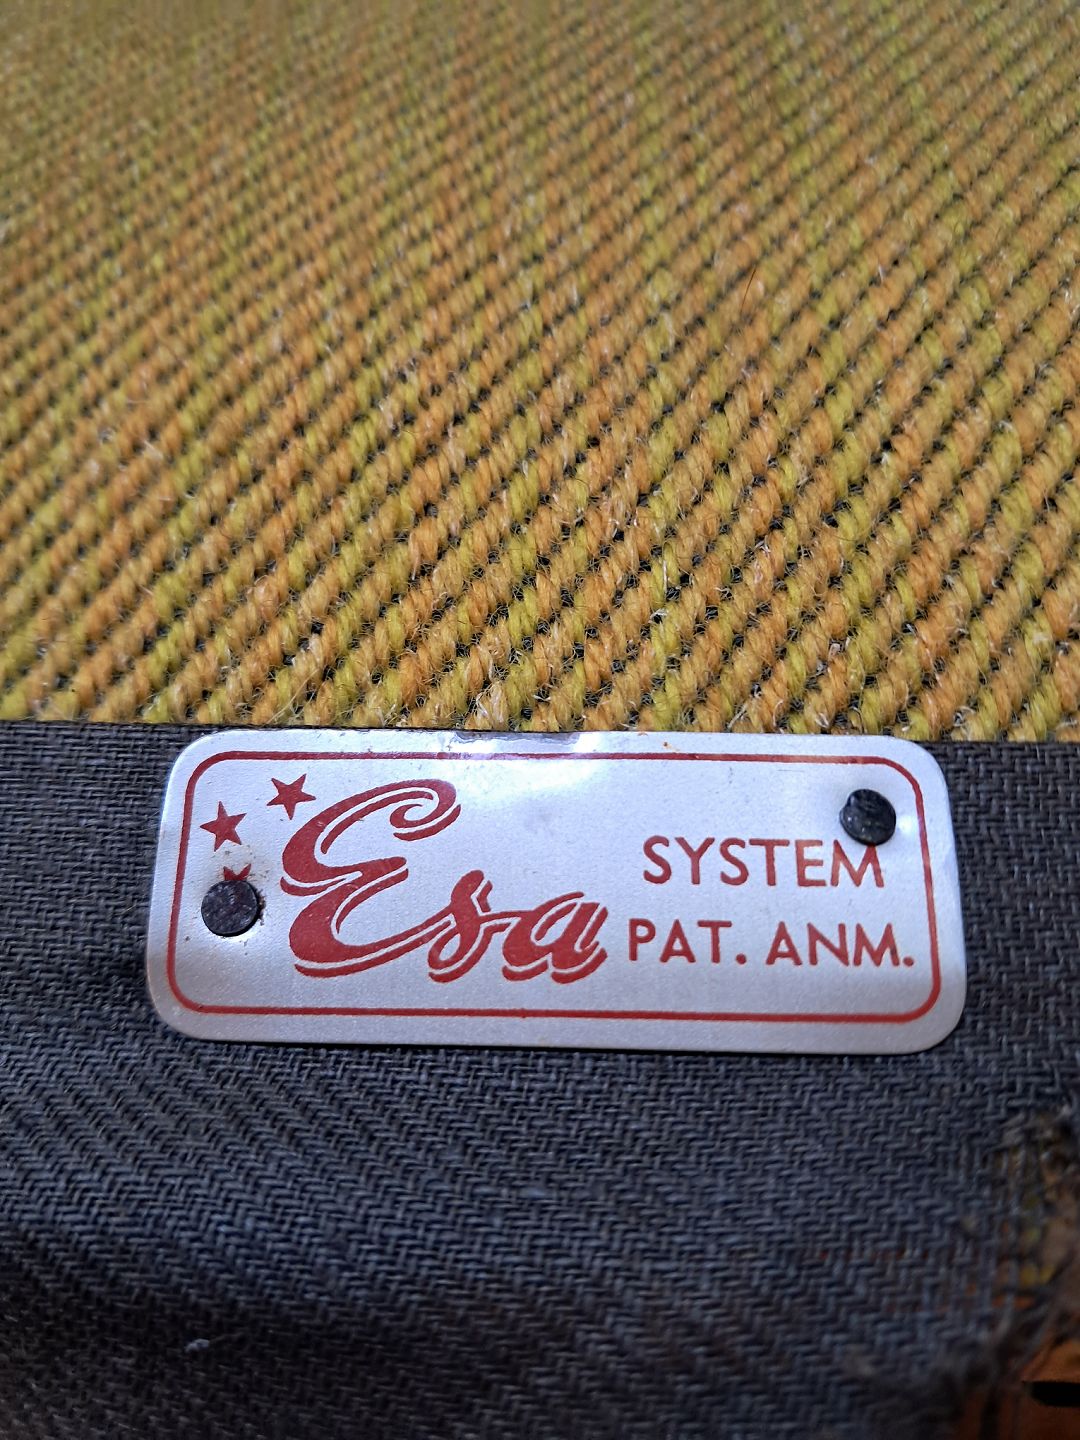 Esa
SYSTEM
PAT. ANM.